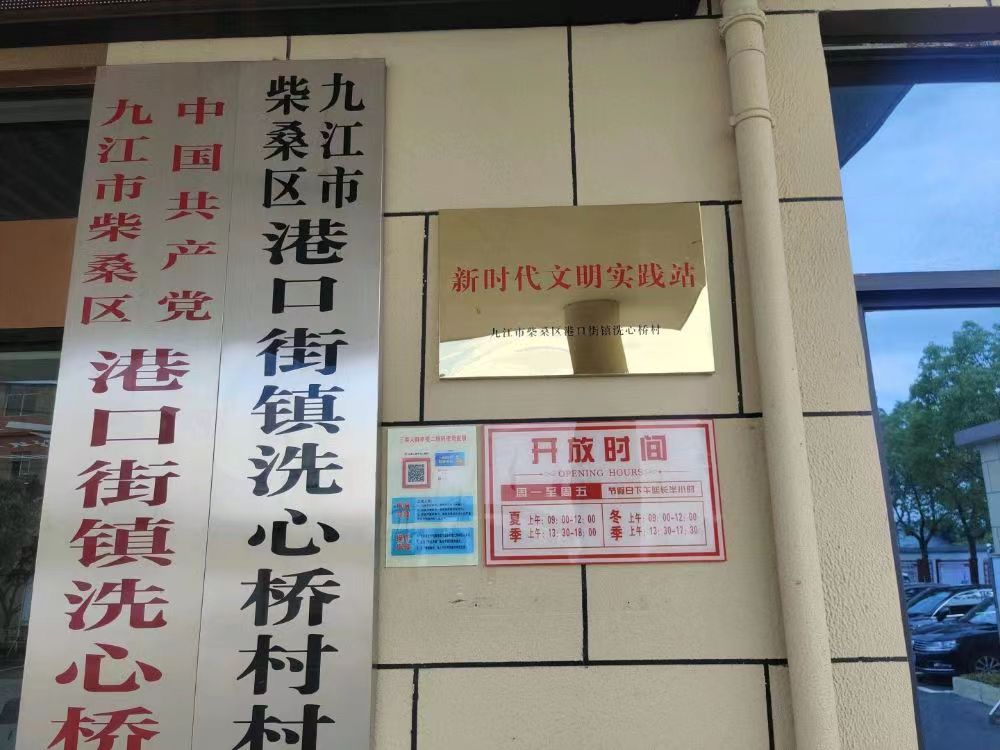 中国共产党
九江市柴桑区
港口街镇洗心桥
九江市
柴桑区
港口街镇洗心桥村村
新时代文明实践站
九江市柴桑区港口街镇洗心桥村
开放时间
OPENING HOURS
周一至周五 节假日下午延长半小时
夏季 上午：09:00-12:00 上午：13:30-18:00
冬季 上午：09:00-12:00 上午：13:30-17:30